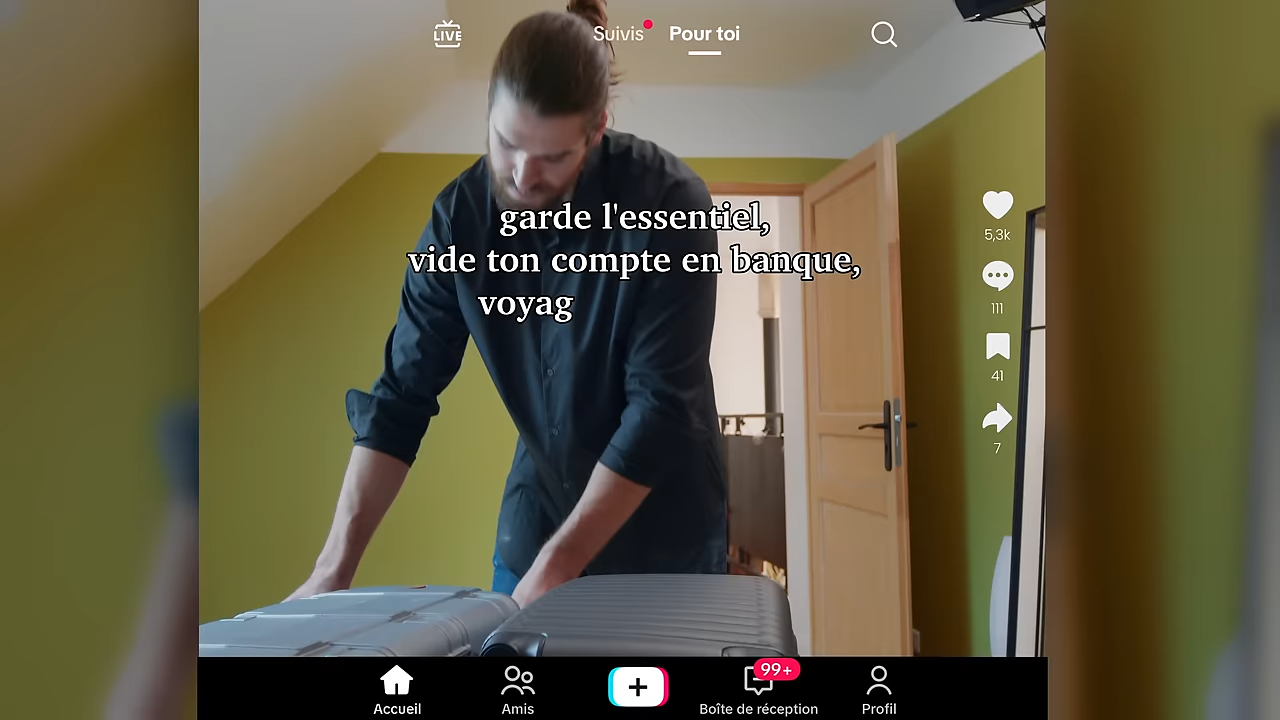 LIVE
Suivis
Pour toi
garde l'essentiel,
vide ton compte en banque,
voyag
5,3k
111
41
7
99+
Accueil
Amis
Boîte de réception
Profil